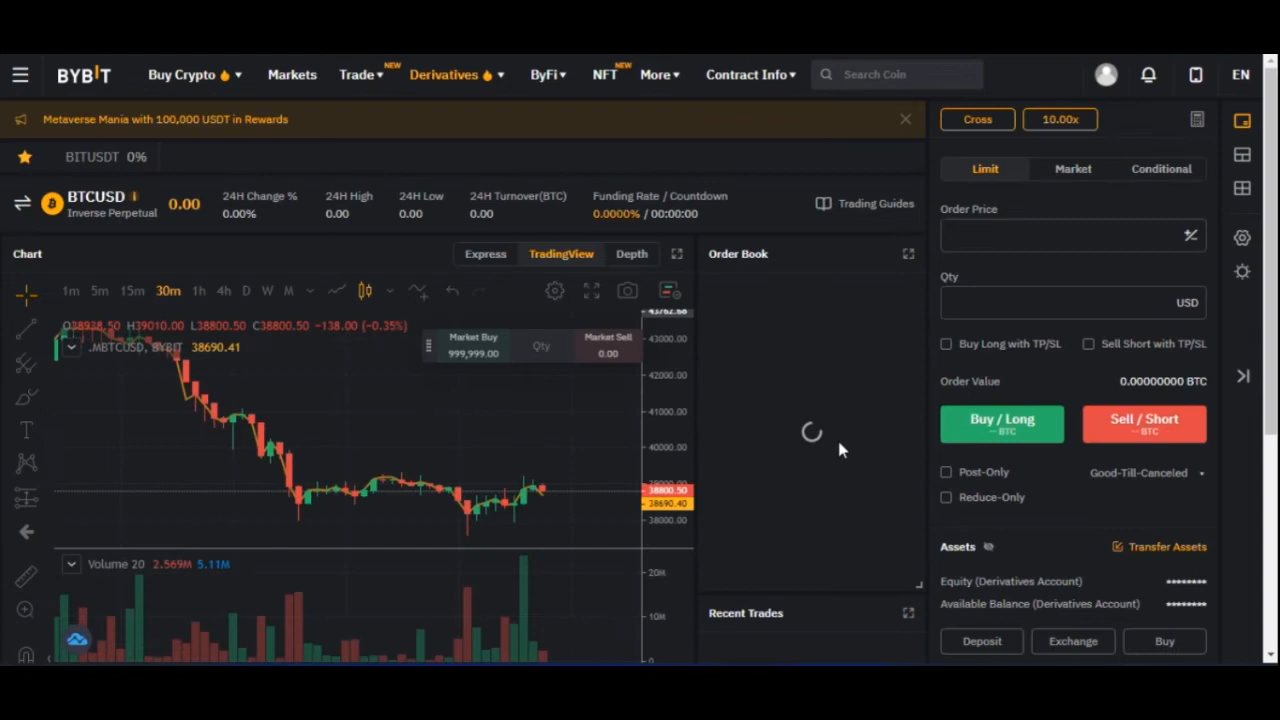 BYBIT Buy Crypto Markets Trade NEW Derivatives ByFi NFT NEW More Contract Info Search Coin EN
Metaverse Mania with 100,000 USDT in Rewards
BITUSDT 0%
BTCUSD Inverse Perpetual 0.00
24H Change % 0.00%
24H High 0.00
24H Low 0.00
24H Turnover(BTC) 0.00
Funding Rate / Countdown 0.0000% / 00:00:00
Trading Guides
Chart Express TradingView Depth
1m 5m 15m 30m 1h 4h D W M
O38938.50 H39010.00 L38800.50 C38800.50 −138.00 (−0.35%)
.MBTCUSD, BYBIT 38690.41
Market Buy 999,999.00 Qty Market Sell 0.00
43000.00
42000.00
41000.00
40000.00
38800.50
38690.40
38000.00
Volume 20 2.569M 5.11M
20M
10M
0
Order Book
Recent Trades
Cross 10.00x
Limit Market Conditional
Order Price
Qty
USD
Buy Long with TP/SL Sell Short with TP/SL
Order Value 0.00000000 BTC
Buy / Long -- BTC
Sell / Short -- BTC
Post-Only Good-Till-Canceled
Reduce-Only
Assets Transfer Assets
Equity (Derivatives Account) ********
Available Balance (Derivatives Account) ********
Deposit Exchange Buy